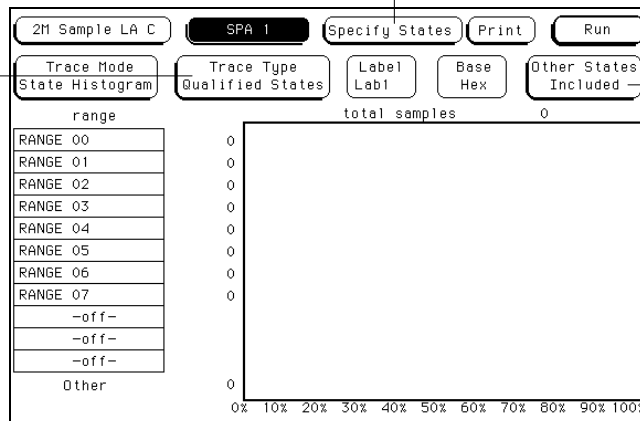 2M Sample LA C
SPA 1
Specify States
Print
Run
Trace Mode
State Histogram
Trace Type
Qualified States
Label
Lab1
Base
Hex
Other States
Included
range
total samples 0
RANGE 00 0
RANGE 01 0
RANGE 02 0
RANGE 03 0
RANGE 04 0
RANGE 05 0
RANGE 06 0
RANGE 07 0
-off-
-off-
-off-
Other 0
0% 10% 20% 30% 40% 50% 60% 70% 80% 90% 100%